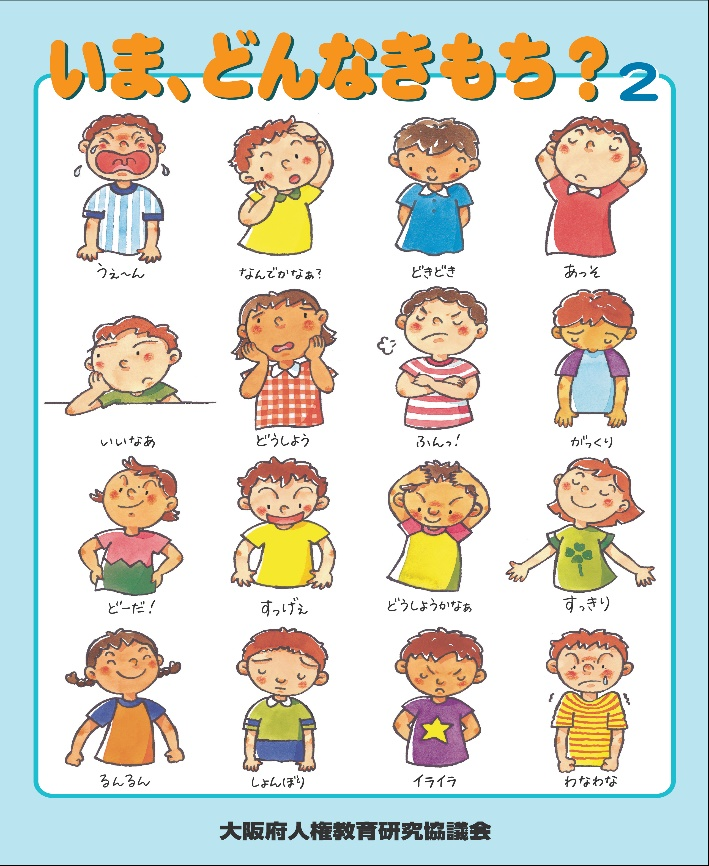 いま、どんなきもち？2
うぇ〜ん
なんでかなぁ?
どきどき
あっそ
いいなあ
どうしよう
ふんっ!
がっくり
どーだ!
すっげぇ
どうしようかなぁ
すっきり
るんるん
しょんぼり
イライラ
わなわな
大阪府人権教育研究協議会